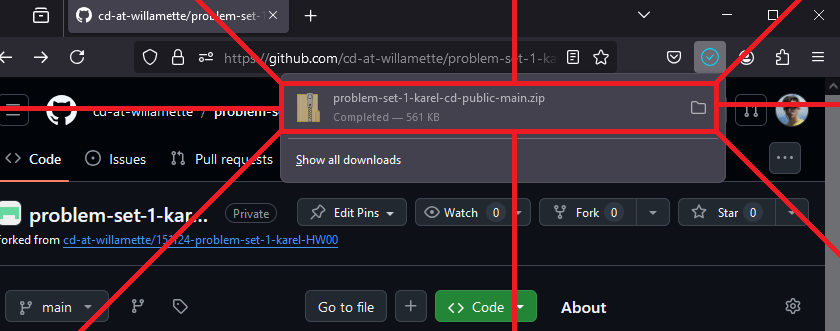 cd-at-willamette/problem-set-1
https://github.com/cd-at-willamette/problem-set-1-ka
problem-set-1-karel-cd-public-main.zip
Completed — 561 KB
Show all downloads
cd-at-willamette / problem-s
Code Issues Pull requests
problem-set-1-kar... Private Edit Pins Watch 0 Fork 0 Star 0
forked from cd-at-willamette/151124-problem-set-1-karel-HW00
main Go to file + Code About